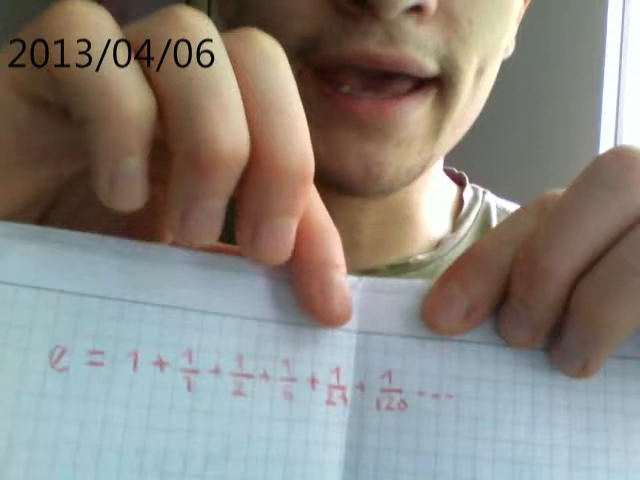 2013/04/06
e = 1 + 1/1 + 1/2 + 1/6 + 1/24 + 1/120 ...